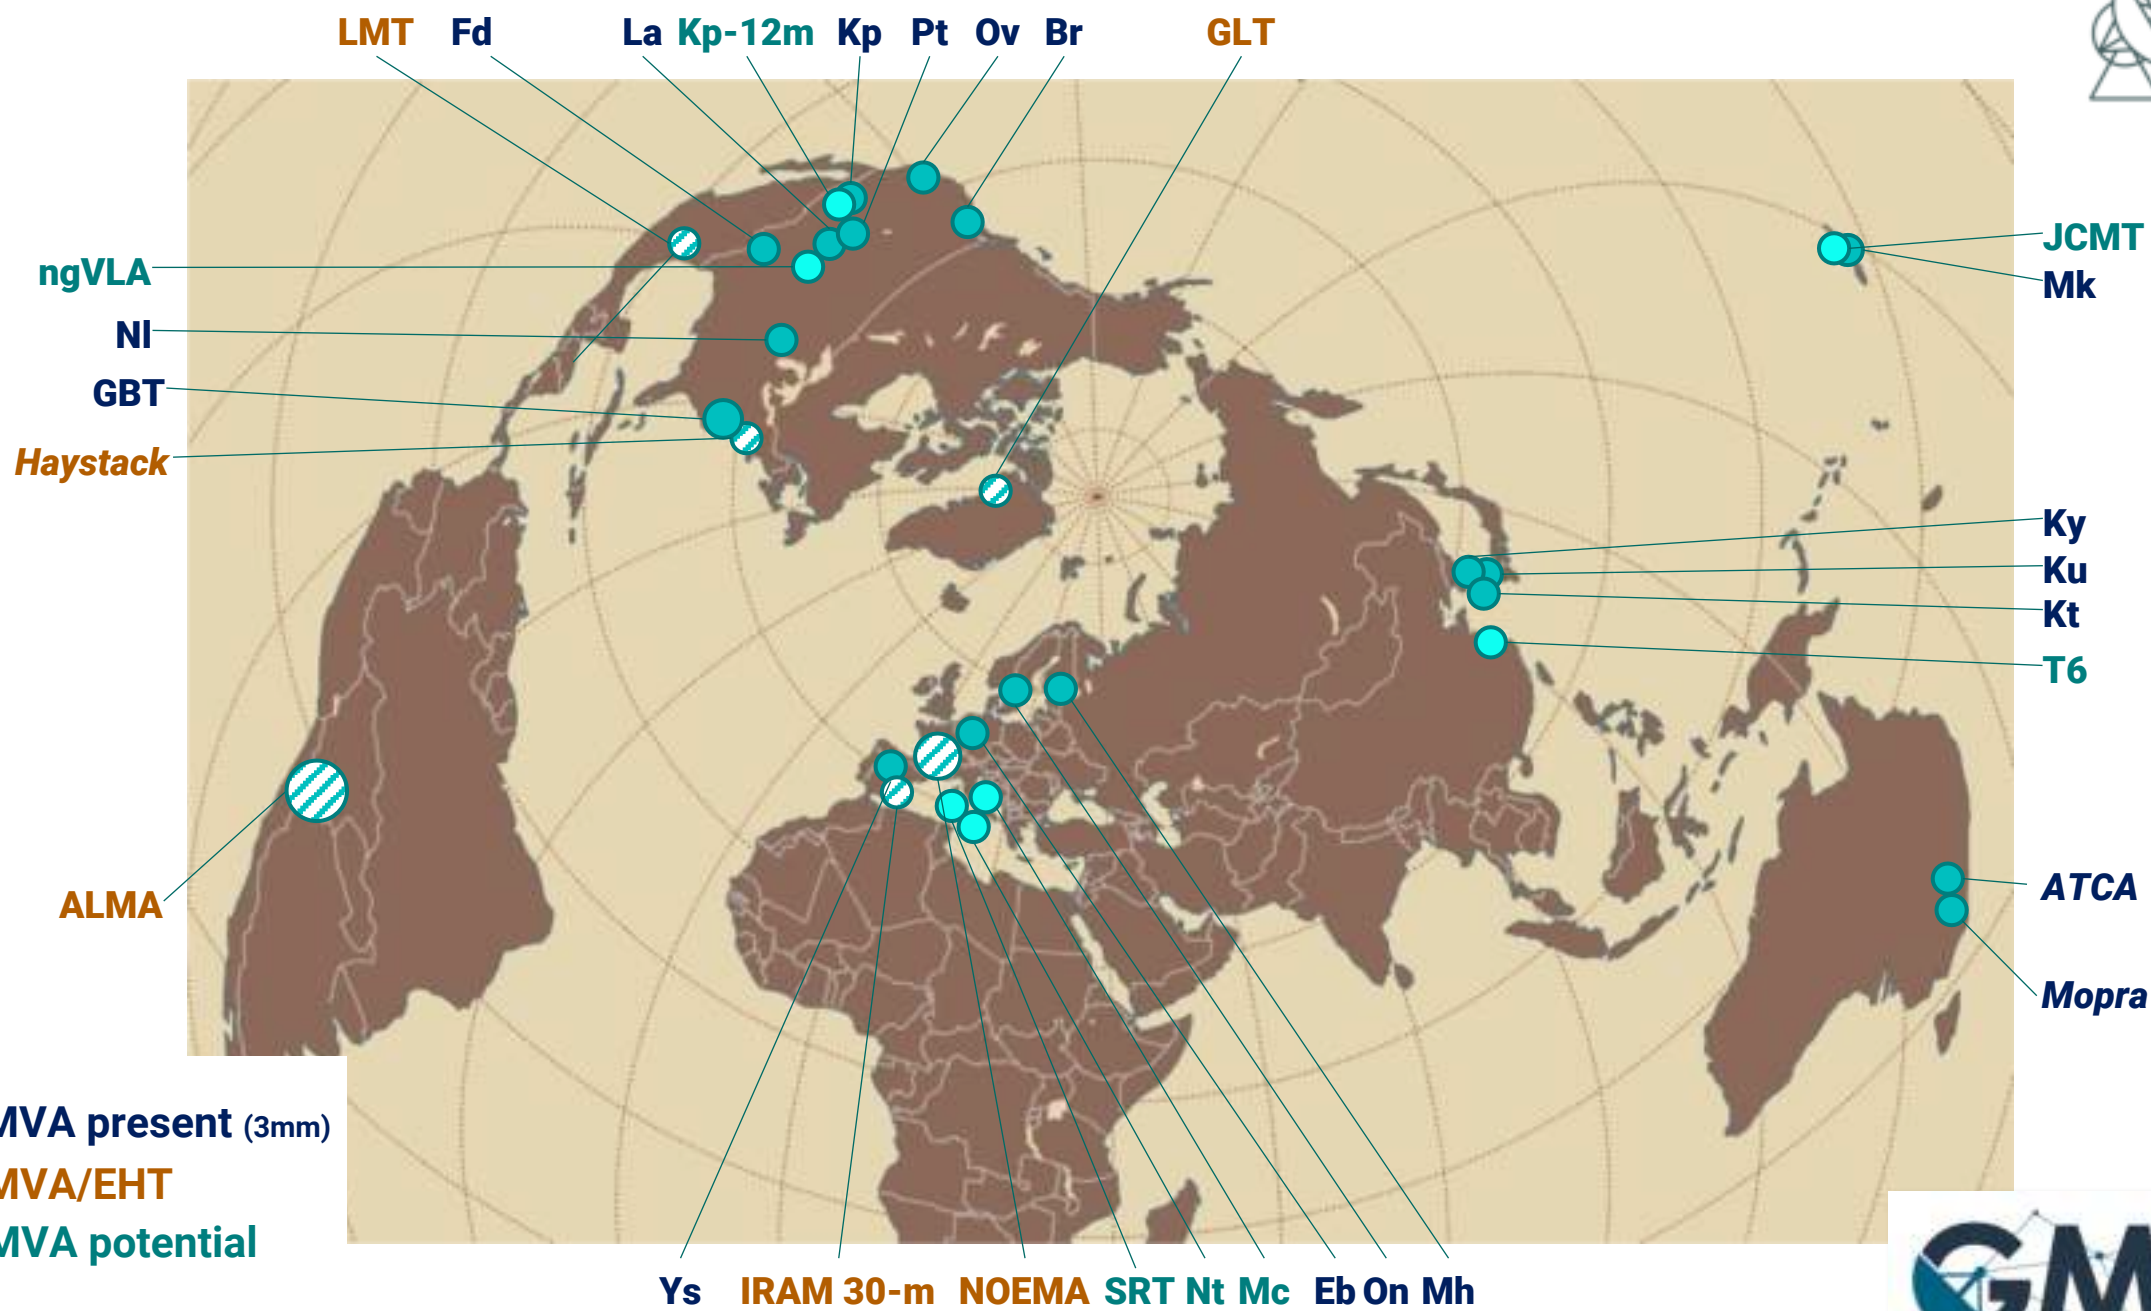 LMT Fd La Kp-12m Kp Pt Ov Br GLT
ngVLA
JCMT
Mk
Nl
GBT
Haystack
Ky
Ku
Kt
T6
ALMA
ATCA
Mopra
MVA present (3mm)
MVA/EHT
MVA potential
Ys IRAM 30-m NOEMA SRT Nt Mc Eb On Mh
GM